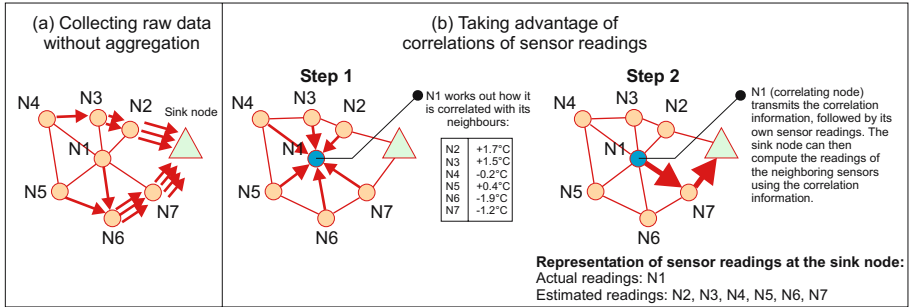 (a) Collecting raw data
without aggregation
N4
N3
N2
Sink node
N1
N5
N7
N6
(b) Taking advantage of
correlations of sensor readings
Step 1
N4
N3
N2
N1
N5
N7
N6
N1 works out how it
is correlated with its
neighbours:
N2 +1.7°C
N3 +1.5°C
N4 -0.2°C
N5 +0.4°C
N6 -1.9°C
N7 -1.2°C
Step 2
N4
N3
N2
N1
N5
N7
N6
N1 (correlating node)
transmits the correlation
information, followed by its
own sensor readings. The
sink node can then
compute the readings of
the neighboring sensors
using the correlation
information.
Representation of sensor readings at the sink node:
Actual readings: N1
Estimated readings: N2, N3, N4, N5, N6, N7